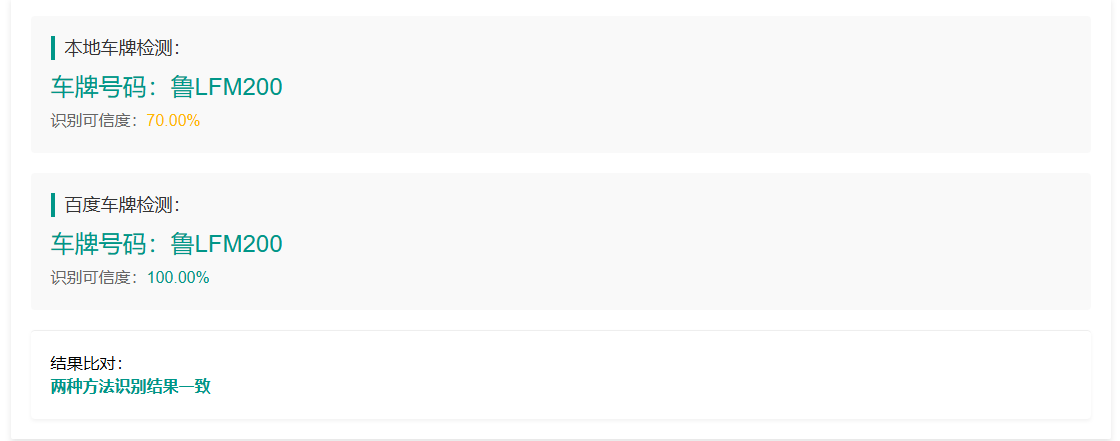 本地车牌检测：
车牌号码：鲁LFM200
识别可信度：70.00%
百度车牌检测：
车牌号码：鲁LFM200
识别可信度：100.00%
结果比对：
两种方法识别结果一致